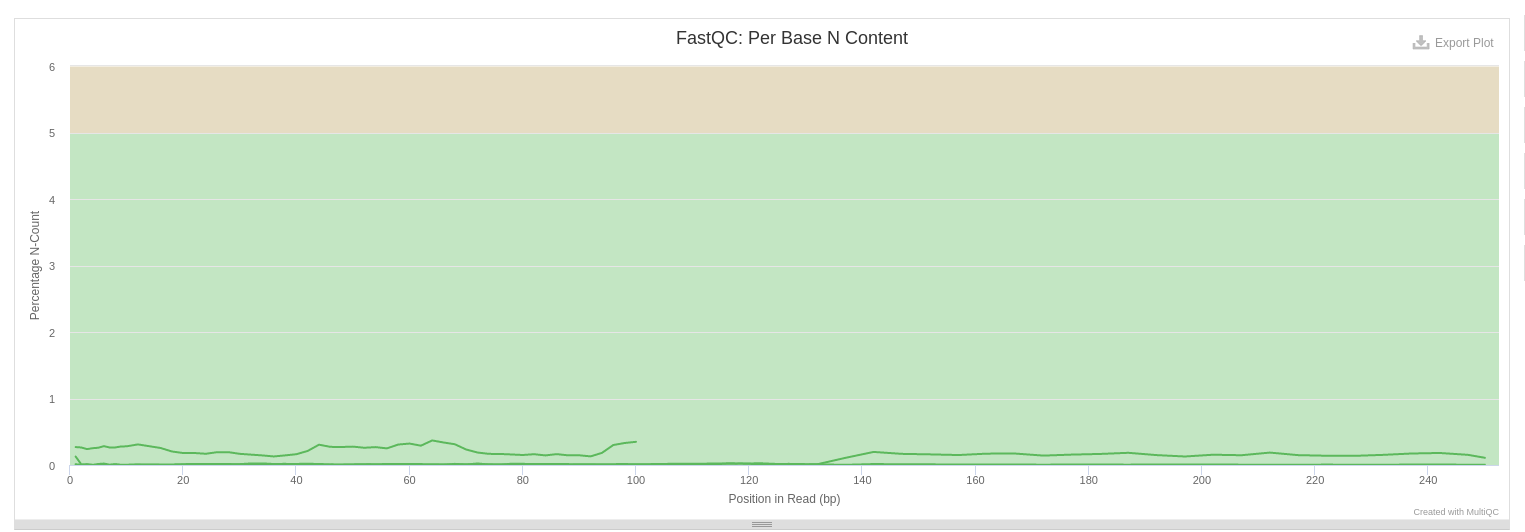 FastQC: Per Base N Content
Export Plot
Percentage N-Count
6
5
4
3
2
1
0
0 20 40 60 80 100 120 140 160 180 200 220 240
Position in Read (bp)
Created with MultiQC